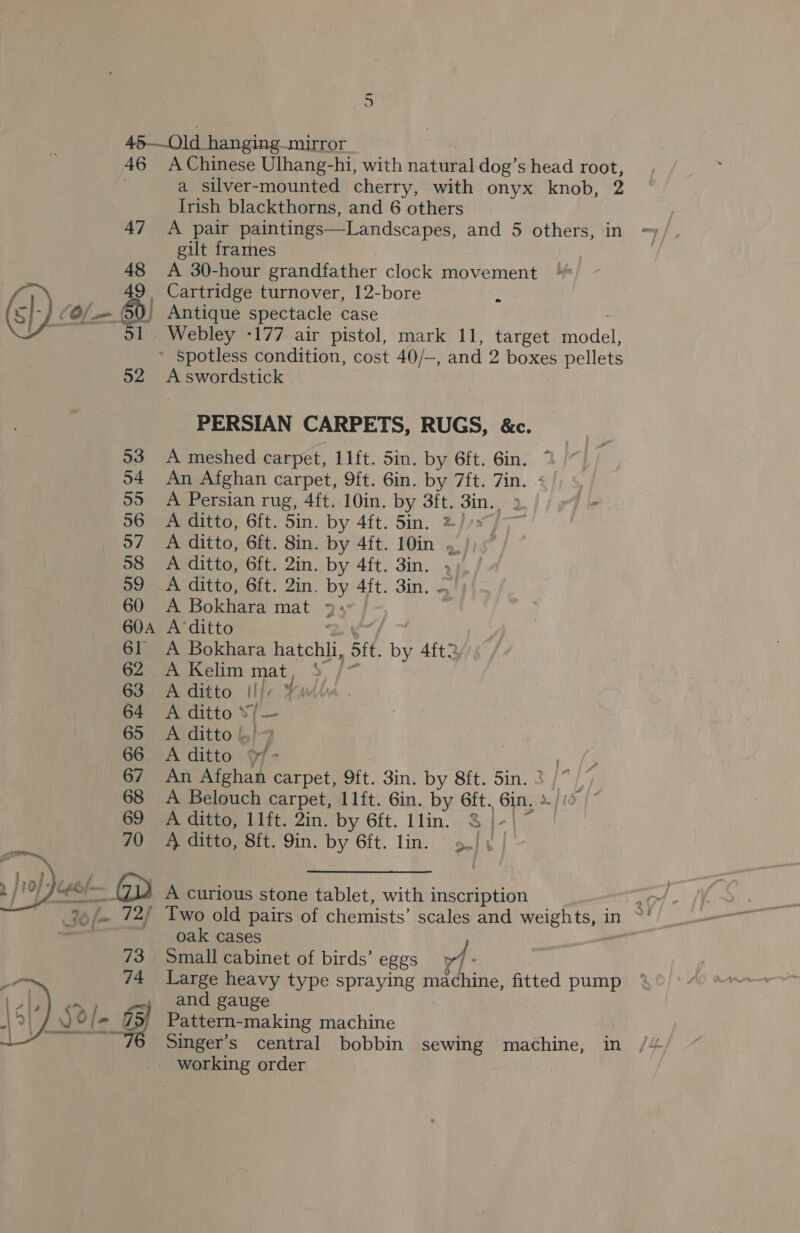 5
45 Old hanging mirror
46 A Chinese Ulhang-hi, with natural dog's head root,
a silver-mounted cherry, with onyx knob, 2
Irish blackthorns, and 6 others
47 A pair paintings—Landscapes, and 5 others, in
gilt frames
48 A 30-hour grandfather clock movement
49 Cartridge turnover, 12-bore
50 Antique spectacle case
51 Webley ·177 air pistol, mark 11, target model,
spotless condition, cost 40/–, and 2 boxes pellets
52 A swordstick
PERSIAN CARPETS, RUGS, &c.
53 A meshed carpet, 11ft. 5in. by 6ft. 6in.
54 An Afghan carpet, 9ft. 6in. by 7ft. 7in.
55 A Persian rug, 4ft. 10in. by 3ft. 3in.
56 A ditto, 6ft. 5in. by 4ft. 5in.
57 A ditto, 6ft. 8in. by 4ft. 10in
58 A ditto, 6ft. 2in. by 4ft. 3in.
59 A ditto, 6ft. 2in. by 4ft. 3in.
60 A Bokhara mat
60A A ditto
61 A Bokhara hatchli, 5ft. by 4ft
62 A Kelim mat,
63 A ditto
64 A ditto
65 A ditto
66 A ditto
67 An Afghan carpet, 9ft. 3in. by 8ft. 5in.
68 A Belouch carpet, 11ft. 6in. by 6ft. 6in.
69 A ditto, 11ft. 2in. by 6ft. 11in.
70 A ditto, 8ft. 9in. by 6ft. 1in.
71 A curious stone tablet, with inscription
72 Two old pairs of chemists' scales and weights, in
oak cases
73 Small cabinet of birds' eggs
74 Large heavy type spraying machine, fitted pump
and gauge
75 Pattern-making machine
76 Singer's central bobbin sewing machine, in
working order